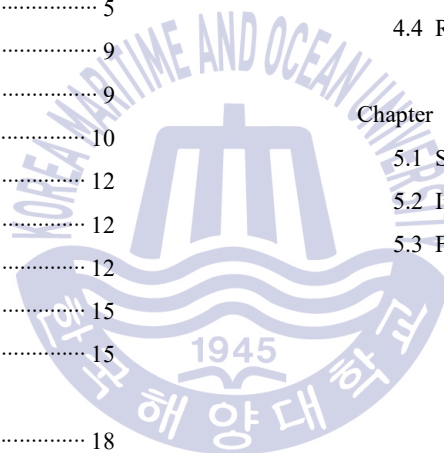 5
9
9
10
12
12
12
15
15
18
4.4 R
Chapter
5.1 S
5.2 I
5.3 F
KOREA MARITIME AND OCEAN UNIVERSITY
1945
한국해양대학교